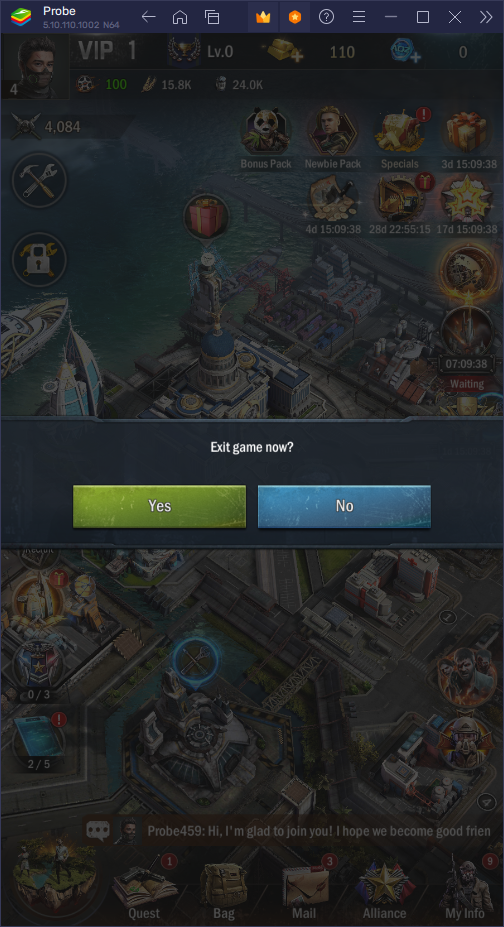 Probe
5.10.110.1002 N64
VIP 1
Lv.0
110
0
4
100
15.8K
24.0K
4,084
Bonus Pack
Newbie Pack
Specials
3d 15:09:38
4d 15:09:38
28d 22:55:15
17d 15:09:38
07:09:38
Waiting
Exit game now?
Yes
No
Recruit
0 / 3
2 / 5
Probe459: Hi, I'm glad to join you! I hope we become good frien
1
3
9
Quest
Bag
Mail
Alliance
My Info